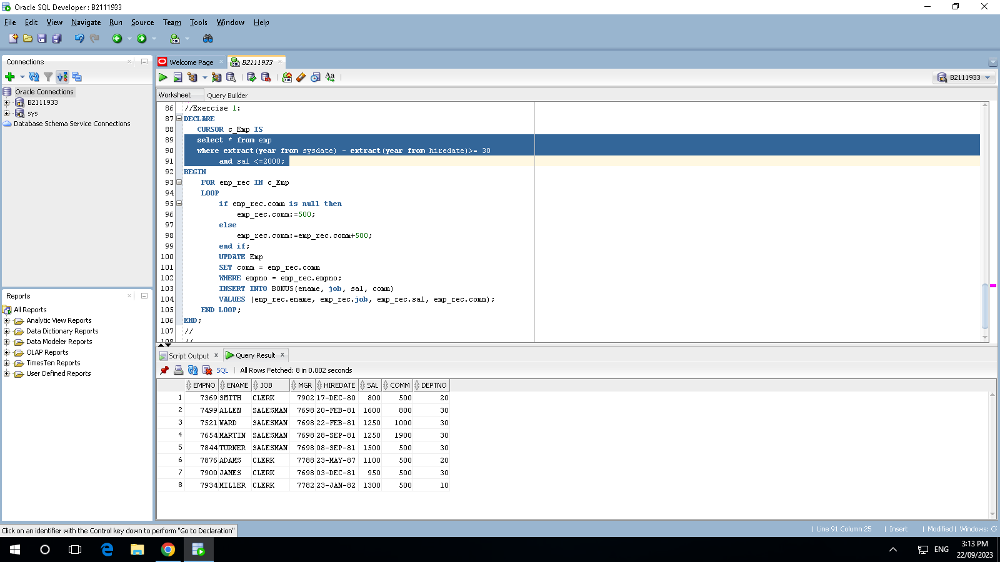 Oracle SQL Developer : B2111933
File Edit View Navigate Run Source Team Tools Window Help
Connections
Oracle Connections
B2111933
sys
Database Schema Service Connections
Reports
All Reports
Analytic View Reports
Data Dictionary Reports
Data Modeler Reports
OLAP Reports
TimesTen Reports
User Defined Reports
Welcome Page
B2111933
B2111933
Worksheet Query Builder
86 //Exercise 1:
87 DECLARE
88 CURSOR c_Emp IS
89 select * from emp
90 where extract(year from sysdate) - extract(year from hiredate)>= 30
91 and sal <=2000;
92 BEGIN
93 FOR emp_rec IN c_Emp
94 LOOP
95 if emp_rec.comm is null then
96 emp_rec.comm:=500;
97 else
98 emp_rec.comm:=emp_rec.comm+500;
99 end if;
100 UPDATE Emp
101 SET comm = emp_rec.comm
102 WHERE empno = emp_rec.empno;
103 INSERT INTO BONUS(ename, job, sal, comm)
104 VALUES (emp_rec.ename, emp_rec.job, emp_rec.sal, emp_rec.comm);
105 END LOOP;
106 END;
107 //
108 //
Script Output x Query Result x
SQL | All Rows Fetched: 8 in 0.002 seconds
EMPNO ENAME JOB MGR HIREDATE SAL COMM DEPTNO
1 7369 SMITH CLERK 7902 17-DEC-80 800 500 20
2 7499 ALLEN SALESMAN 7698 20-FEB-81 1600 800 30
3 7521 WARD SALESMAN 7698 22-FEB-81 1250 1000 30
4 7654 MARTIN SALESMAN 7698 28-SEP-81 1250 1900 30
5 7844 TURNER SALESMAN 7698 08-SEP-81 1500 500 30
6 7876 ADAMS CLERK 7788 23-MAY-87 1100 500 20
7 7900 JAMES CLERK 7698 03-DEC-81 950 500 30
8 7934 MILLER CLERK 7782 23-JAN-82 1300 500 10
Click on an identifier with the Control key down to perform "Go to Declaration"
| Line 91 Column 25 | Insert | Modified | Windows: CF
ENG
3:13 PM
22/09/2023